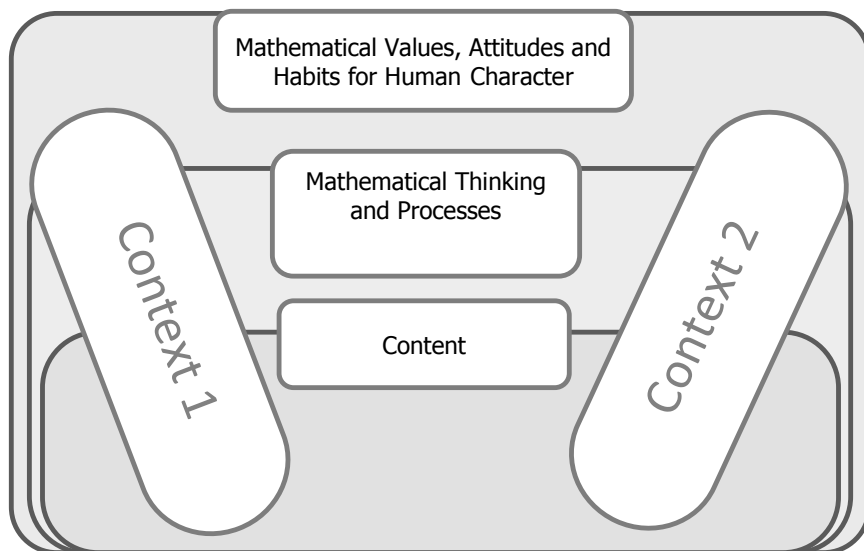 Mathematical Values, Attitudes and
Habits for Human Character
Mathematical Thinking
and Processes
Context 1
Context 2
Content